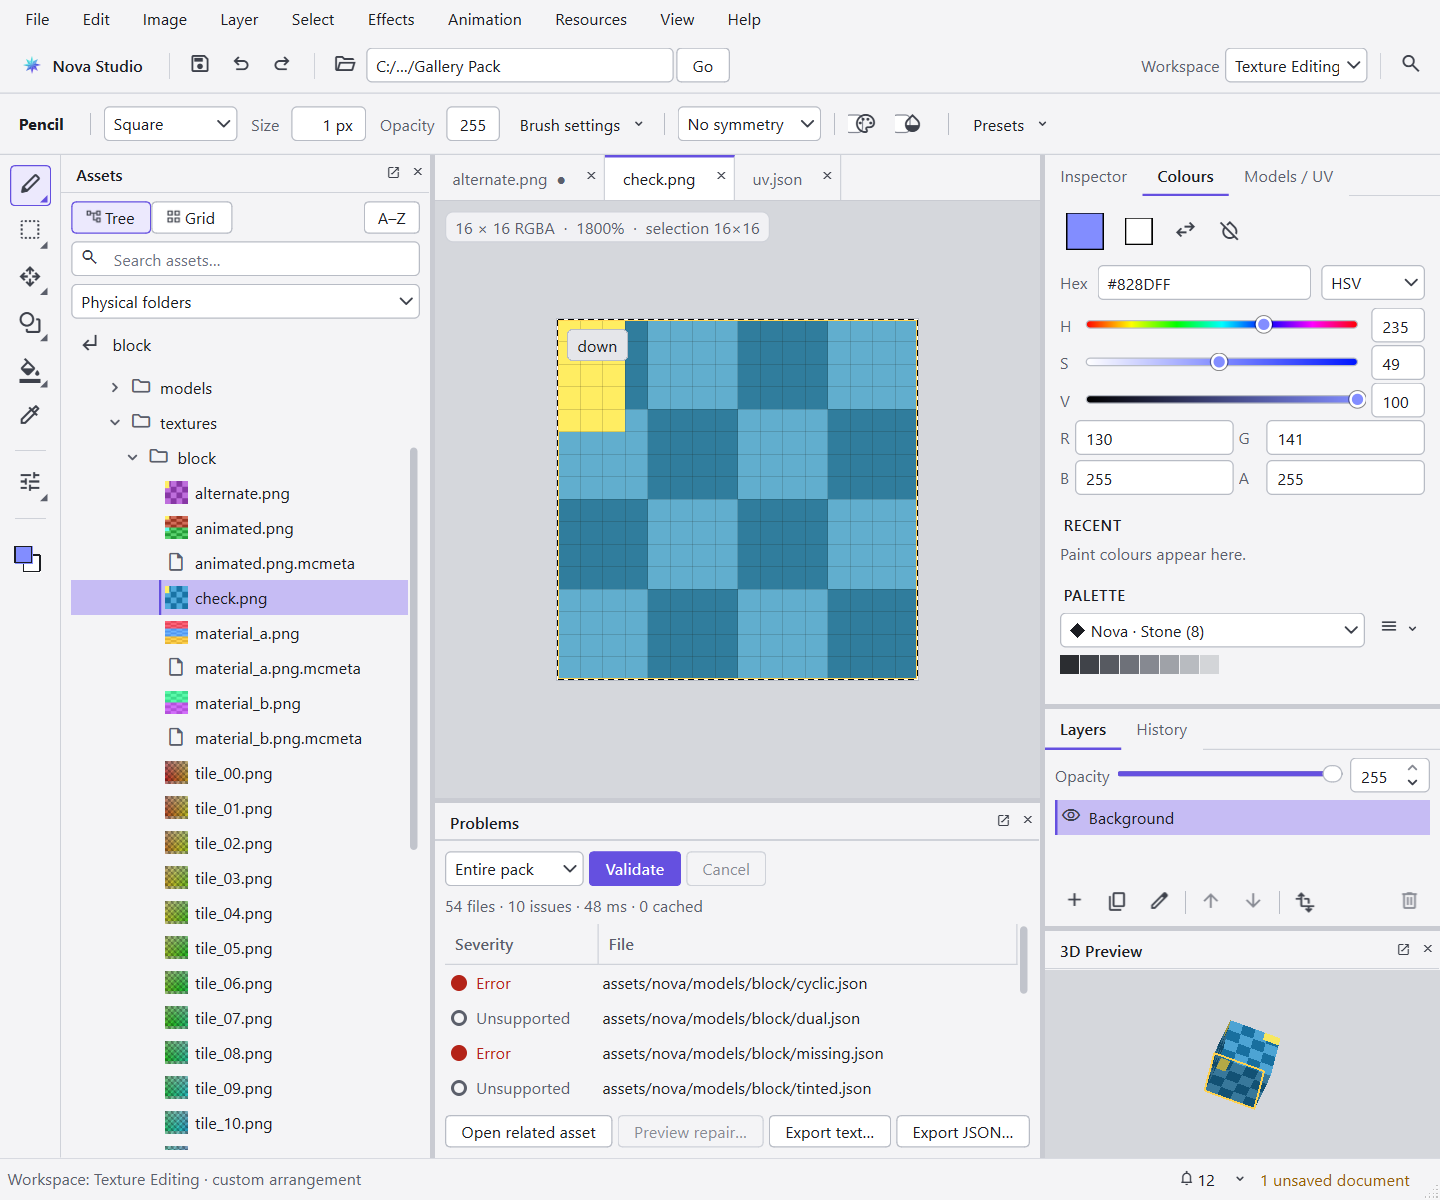 File Edit Image Layer Select Effects Animation Resources View Help
Nova Studio C:/.../Gallery Pack Go Workspace Texture Editing
Pencil Square Size 1 px Opacity 255 Brush settings No symmetry Presets
Assets
Tree Grid A–Z
Search assets...
Physical folders
block
models
textures
block
alternate.png
animated.png
animated.png.mcmeta
check.png
material_a.png
material_a.png.mcmeta
material_b.png
material_b.png.mcmeta
tile_00.png
tile_01.png
tile_02.png
tile_03.png
tile_04.png
tile_05.png
tile_06.png
tile_07.png
tile_08.png
tile_09.png
tile_10.png
alternate.png check.png uv.json
16 × 16 RGBA · 1800% · selection 16×16
down
Problems
Entire pack Validate Cancel
54 files · 10 issues · 48 ms · 0 cached
Severity File
Error assets/nova/models/block/cyclic.json
Unsupported assets/nova/models/block/dual.json
Error assets/nova/models/block/missing.json
Unsupported assets/nova/models/block/tinted.json
Open related asset Preview repair... Export text... Export JSON...
Inspector Colours Models / UV
Hex #828DFF HSV
H 235
S 49
V 100
R 130 G 141
B 255 A 255
RECENT
Paint colours appear here.
PALETTE
Nova · Stone (8)
Layers History
Opacity 255
Background
3D Preview
Workspace: Texture Editing · custom arrangement 12 1 unsaved document